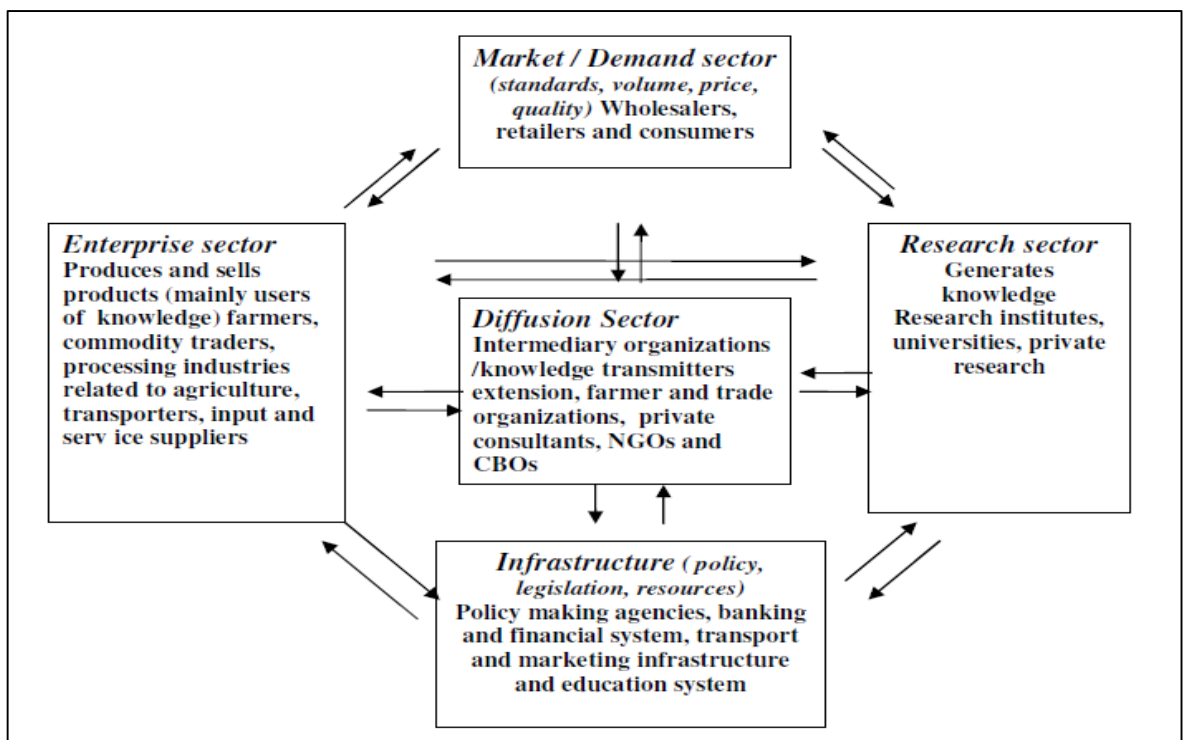 Market / Demand sector
(standards, volume, price,
quality) Wholesalers,
retailers and consumers
Enterprise sector
Produces and sells
products (mainly users
of knowledge) farmers,
commodity traders,
processing industries
related to agriculture,
transporters, input and
serv ice suppliers
Diffusion Sector
Intermediary organizations
/knowledge transmitters
extension, farmer and trade
organizations, private
consultants, NGOs and
CBOs
Research sector
Generates
knowledge
Research institutes,
universities, private
research
Infrastructure ( policy,
legislation, resources)
Policy making agencies, banking
and financial system, transport
and marketing infrastructure
and education system